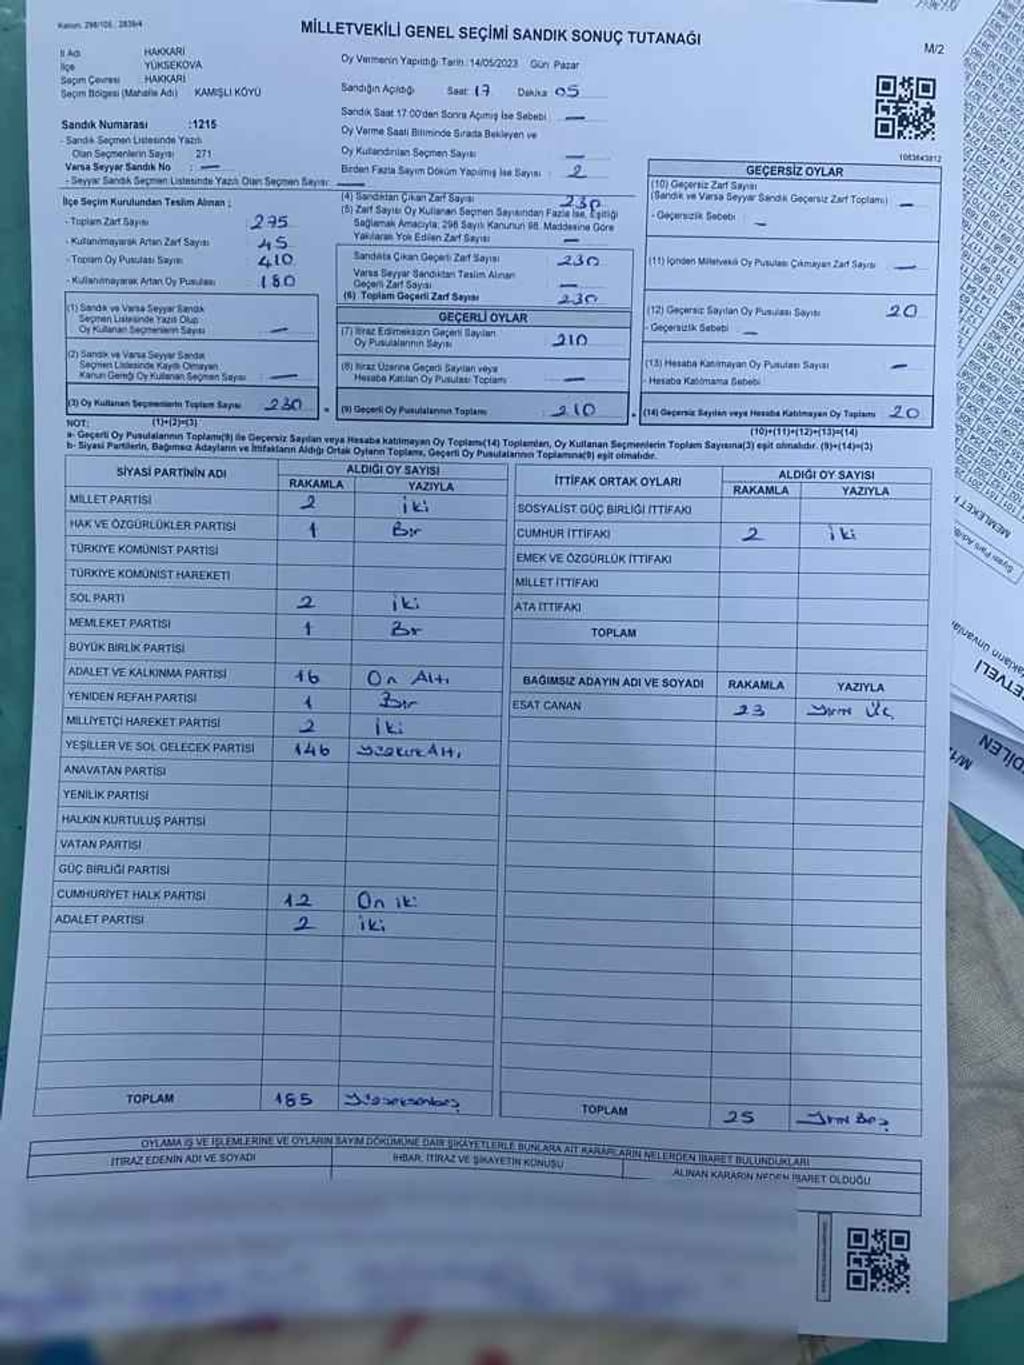 Kanun: 298/105 : 2839/4
MİLLETVEKİLİ GENEL SEÇİMİ SANDIK SONUÇ TUTANAĞI
M/2
İl Adı HAKKARİ
İlçe YÜKSEKOVA
Seçim Çevresi HAKKARİ
Seçim Bölgesi (Mahalle Adı) KAMIŞLI KÖYÜ
Sandık Numarası :1215
- Sandık Seçmen Listesinde Yazılı
Olan Seçmenlerin Sayısı 271
Varsa Seyyar Sandık No : —
- Seyyar Sandık Seçmen Listesinde Yazılı Olan Seçmen Sayısı: —
Oy Vermenin Yapıldığı Tarih :14/05/2023 Gün Pazar
Sandığın Açıldığı Saat: 17 Dakika 05
Sandık Saat 17.00'den Sonra Açımış İse Sebebi —
Oy Verme Saati Bitiminde Sırada Bekleyen ve
Oy Kullandırılan Seçmen Sayısı —
Birden Fazla Sayım Döküm Yapılmış İse Sayısı : 2
1083643812
İlçe Seçim Kurulundan Teslim Alınan ;
- Toplam Zarf Sayısı 275
- Kullanılmayarak Artan Zarf Sayısı 45
- Toplam Oy Pusulası Sayısı 410
- Kullanılmayarak Artan Oy Pusulası 180
(1) Sandık ve Varsa Seyyar Sandık
Seçmen Listesinde Yazılı Olup
Oy Kullanan Seçmenlerin Sayısı —
(2) Sandık ve Varsa Seyyar Sandık
Seçmen Listesinde Kayıtlı Olmayan
Kanun Gereği Oy Kullanan Seçmen Sayısı —
(3) Oy Kullanan Seçmenlerin Toplam Sayısı 230
(1)+(2)=(3)
(4) Sandıktan Çıkan Zarf Sayısı 230
(5) Zarf Sayısı Oy Kullanan Seçmen Sayısından Fazla İse, Eşitliği
Sağlamak Amacıyla; 298 Sayılı Kanunun 98. Maddesine Göre
Yakılarak Yok Edilen Zarf Sayısı —
Sandıkta Çıkan Geçerli Zarf Sayısı 230
Varsa Seyyar Sandıktan Teslim Alınan
Geçerli Zarf Sayısı —
(6) Toplam Geçerli Zarf Sayısı 230
GEÇERLİ OYLAR
(7) İtiraz Edilmeksizin Geçerli Sayılan
Oy Pusulalarının Sayısı 210
(8) İtiraz Üzerine Geçerli Sayılan veya
Hesaba Katılan Oy Pusulası Toplamı —
= (9) Geçerli Oy Pusulalarının Toplamı 210
GEÇERSİZ OYLAR
(10) Geçersiz Zarf Sayısı
(Sandık ve Varsa Seyyar Sandık Geçersiz Zarf Toplamı) —
- Geçersizlik Sebebi : —
(11) İçinden Milletvekili Oy Pusulası Çıkmayan Zarf Sayısı —
(12) Geçersiz Sayılan Oy Pusulası Sayısı 20
- Geçersizlik Sebebi : —
(13) Hesaba Katılmayan Oy Pusulası Sayısı —
- Hesaba Katılmama Sebebi
+ (14) Geçersiz Sayılan veya Hesaba Katılmayan Oy Toplamı 20
(10)+(11)+(12)+(13)=(14)
NOT:
a- Geçerli Oy Pusulalarının Toplamı(9) ile Geçersiz Sayılan veya Hesaba katılmayan Oy Toplamı(14) Toplamları, Oy Kullanan Seçmenlerin Toplam Sayısına(3) eşit olmalıdır. (9)+(14)=(3)
b- Siyasi Partilerin, Bağımsız Adayların ve İttifakların Aldığı Ortak Oyların Toplamı, Geçerli Oy Pusulalarının Toplamına(9) eşit olmalıdır.
SİYASİ PARTİNİN ADI ALDIĞI OY SAYISI
RAKAMLA YAZIYLA
MİLLET PARTİSİ 2 iki
HAK VE ÖZGÜRLÜKLER PARTİSİ 1 Bir
TÜRKİYE KOMÜNİST PARTİSİ
TÜRKİYE KOMÜNİST HAREKETİ
SOL PARTİ 2 iki
MEMLEKET PARTİSİ 1 Bir
BÜYÜK BİRLİK PARTİSİ
ADALET VE KALKINMA PARTİSİ 16 On Altı
YENİDEN REFAH PARTİSİ 1 Bir
MİLLİYETÇİ HAREKET PARTİSİ 2 iki
YEŞİLLER VE SOL GELECEK PARTİSİ 146 YüzkırkAltı
ANAVATAN PARTİSİ
YENİLİK PARTİSİ
HALKIN KURTULUŞ PARTİSİ
VATAN PARTİSİ
GÜÇ BİRLİĞİ PARTİSİ
CUMHURİYET HALK PARTİSİ 12 On iki
ADALET PARTİSİ 2 iki
TOPLAM 185 Yüzseksenbeş
İTTİFAK ORTAK OYLARI ALDIĞI OY SAYISI
RAKAMLA YAZIYLA
SOSYALİST GÜÇ BİRLİĞİ İTTİFAKI
CUMHUR İTTİFAKI 2 iki
EMEK VE ÖZGÜRLÜK İTTİFAKI
MİLLET İTTİFAKI
ATA İTTİFAKI
TOPLAM
BAĞIMSIZ ADAYIN ADI VE SOYADI RAKAMLA YAZIYLA
ESAT CANAN 23 Yirmi Üç
TOPLAM 25 Yirmi Beş
OYLAMA İŞ VE İŞLEMLERİNE VE OYLARIN SAYIM DÖKÜMÜNE DAİR ŞİKAYETLERLE BUNLARA AİT KARARLARIN NELERDEN İBARET BULUNDUKLARI
İTİRAZ EDENİN ADI VE SOYADI İHBAR, İTİRAZ VE ŞİKAYETİN KONUSU ALINAN KARARIN NEDEN İBARET OLDUĞU